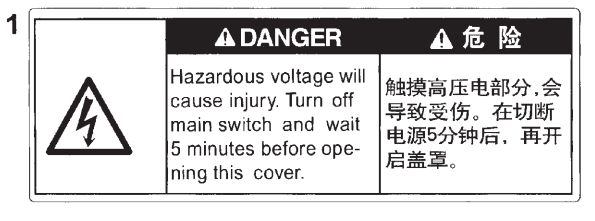 1
⚠ DANGER
Hazardous voltage will
cause injury. Turn off
main switch and wait
5 minutes before ope-
ning this cover.
⚠ 危 险
触摸高压电部分,会
导致受伤。在切断
电源5分钟后，再开
启盖罩。